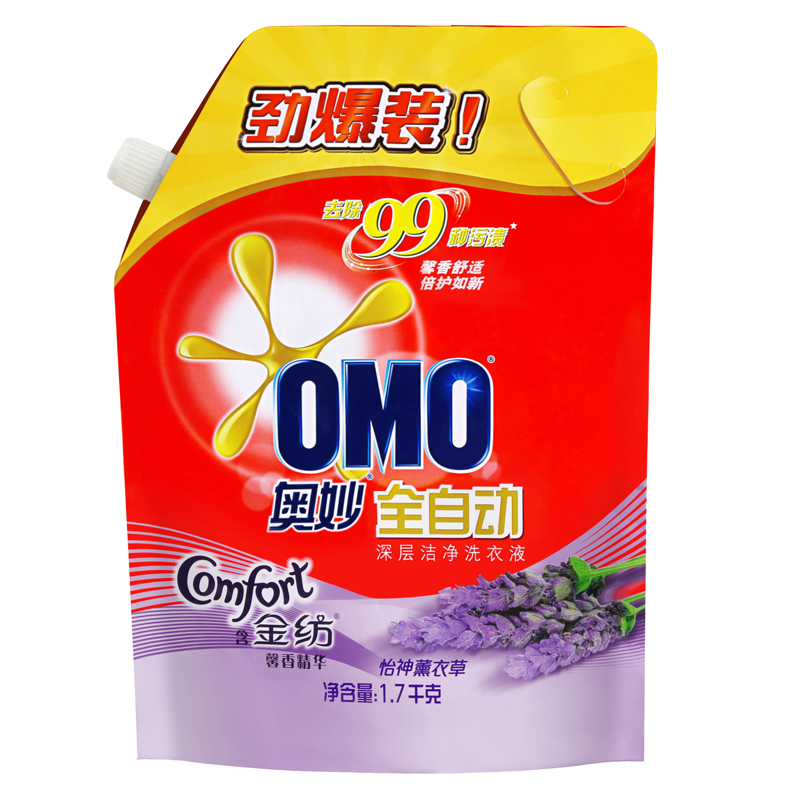 劲爆装!
去除99种污渍*
馨香舒适
倍护如新
OMO®
奥妙® 全自动
深层洁净洗衣液
Comfort
含金纺®
馨香精华
怡神薰衣草
净含量:1.7千克